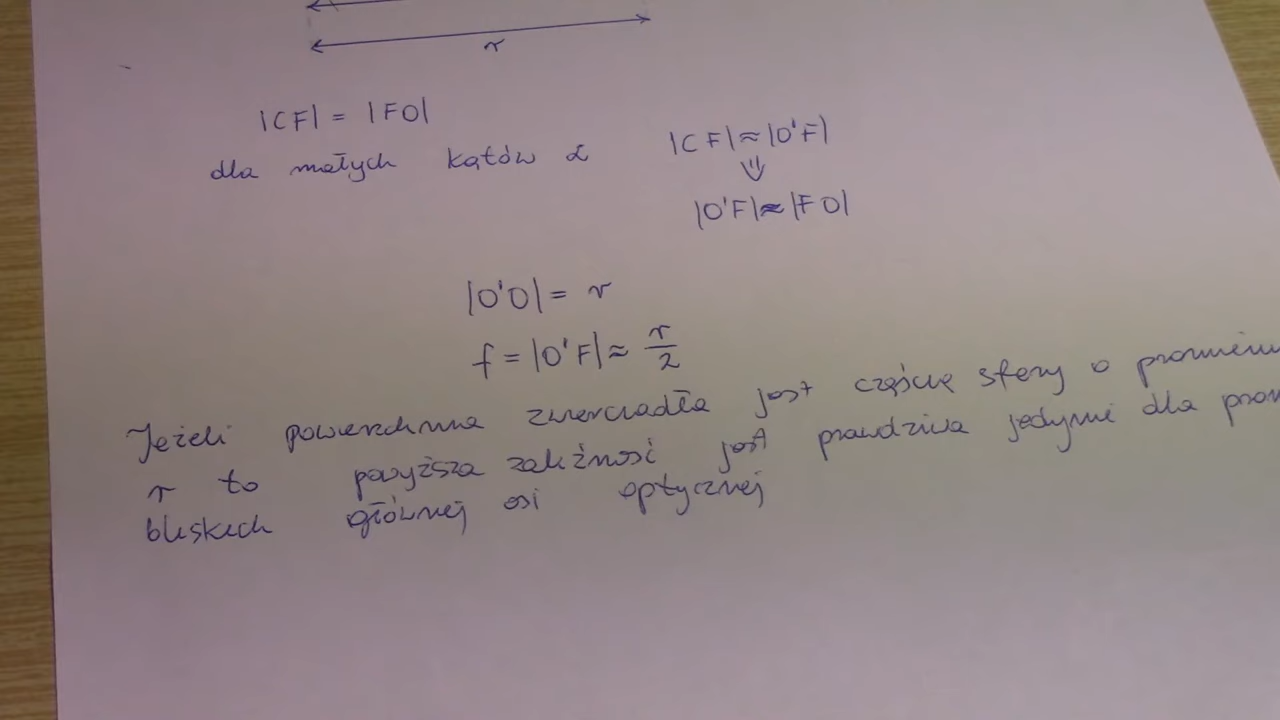 r
|CF| = |FO|
dla małych kątów α |CF| ≈ |O'F|
⇓
|O'F| ≈ |FO|
|O'O| = r
f = |O'F| ≈ r/2
Jeżeli powierzchnia zwierciadła jest częścią sfery o promieniu
r to powyższa zależność jest prawdziwa jedynie dla prom
bliskich głównej osi optycznej